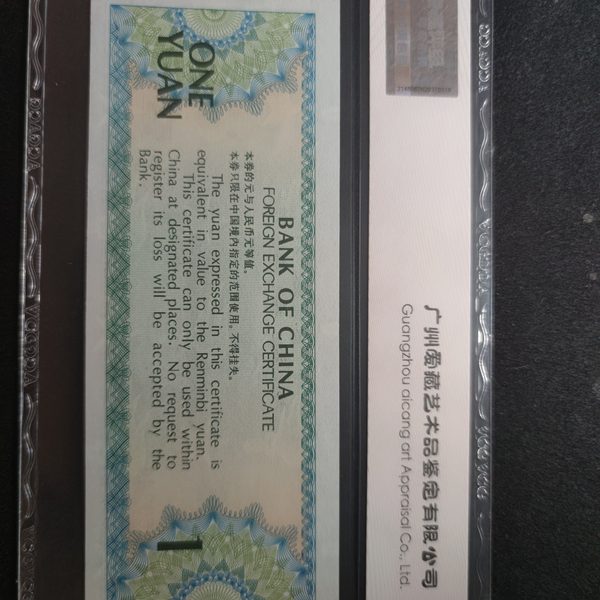 广州爱藏艺术品鉴定有限公司
Guangzhou aicang art Appraisal Co., Ltd.
BANK OF CHINA
FOREIGN EXCHANGE CERTIFICATE
本券的元与人民币元等值。
本券只限在中国境内指定的范围使用。不得挂失。
The yuan expressed in this certificate is
equivalent in value to the Renminbi yuan.
This certificate can only be used within
China at designated places. No request to
register its loss will be accepted by the
Bank.
ONE
YUAN
1